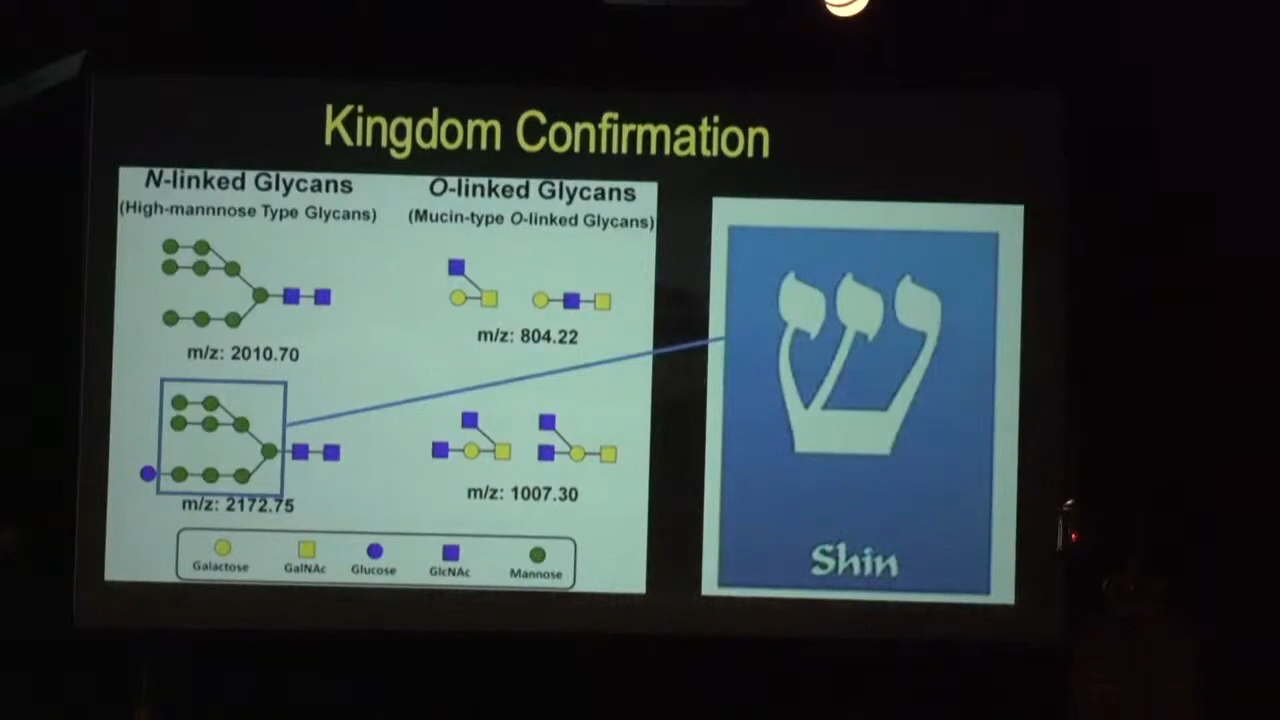 Kingdom Confirmation
N-linked Glycans
(High-mannnose Type Glycans)
m/z: 2010.70
m/z: 2172.75
O-linked Glycans
(Mucin-type O-linked Glycans)
m/z: 804.22
m/z: 1007.30
Galactose GalNAc Glucose GlcNAc Mannose
ש
Shin